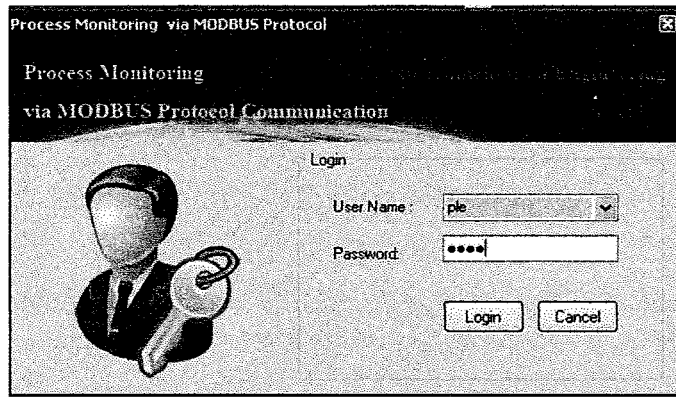 Process Monitoring via MODBUS Protocol
Process Monitoring
via MODBUS Protocol Communication
Login
User Name : ple
Password: ••••
Login Cancel